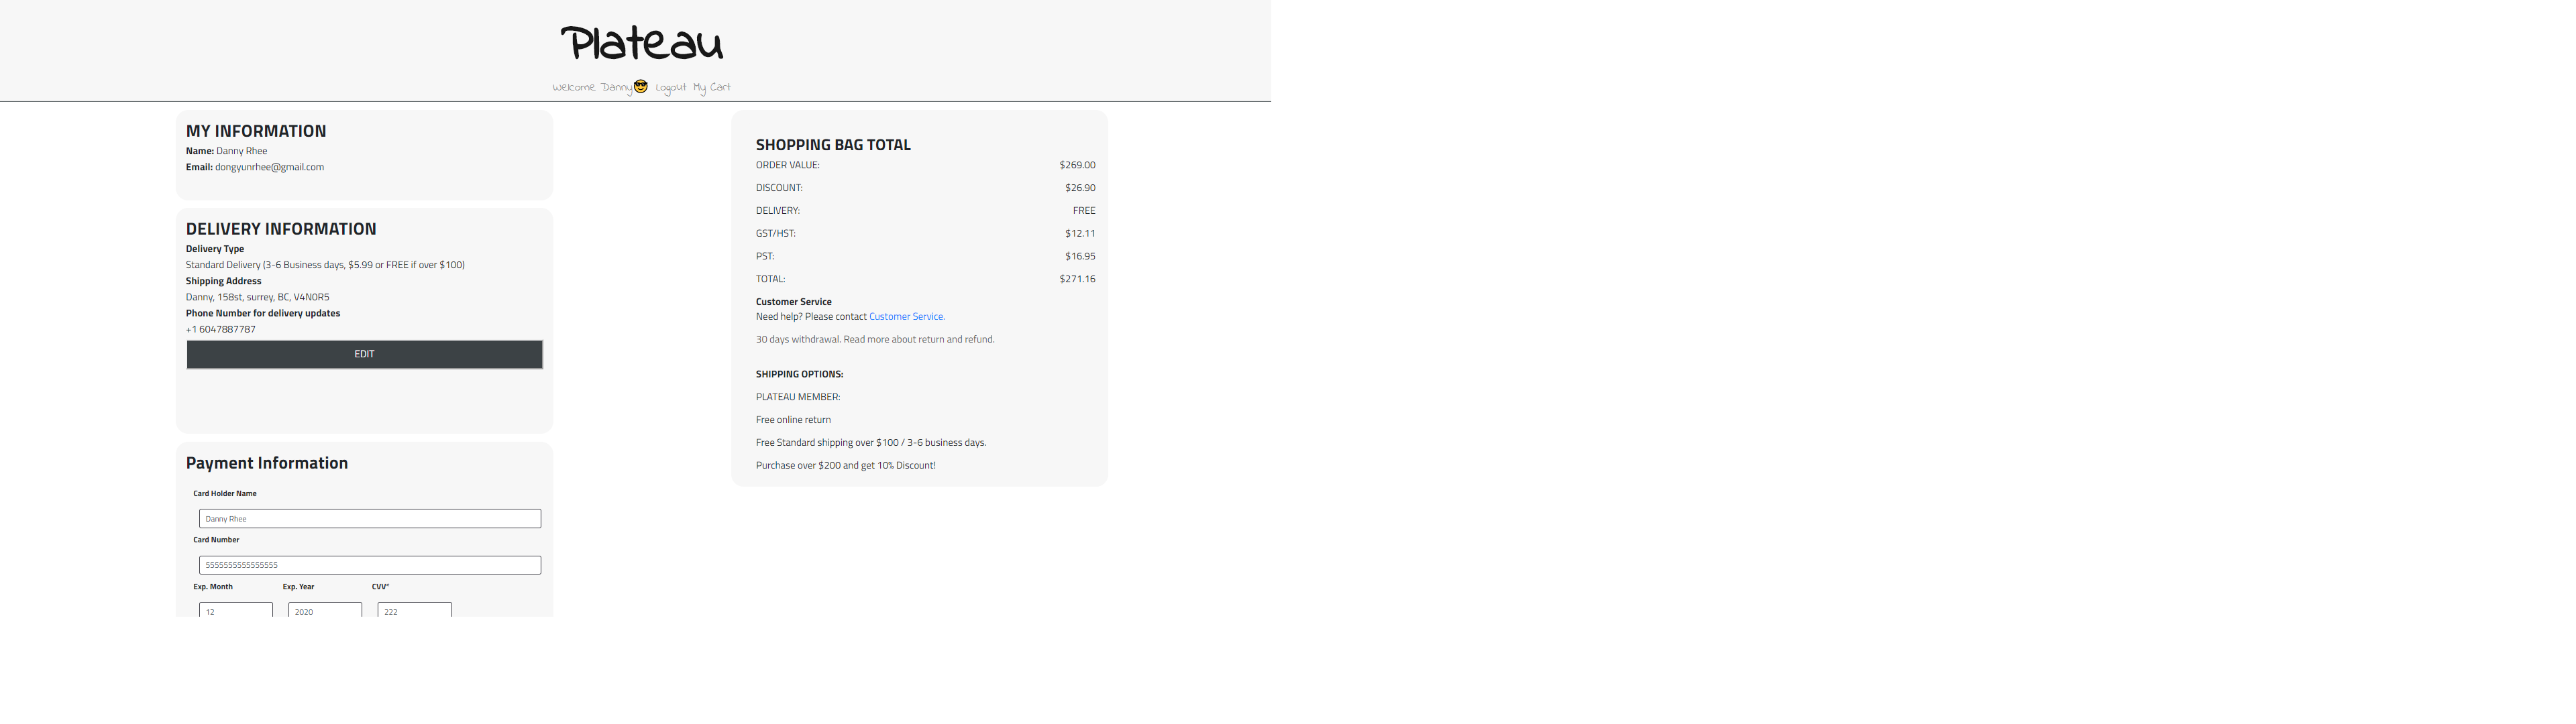 Plateau
Welcome Danny😎 Logout My Cart
MY INFORMATION
Name: Danny Rhee
Email: dongyunrhee@gmail.com
DELIVERY INFORMATION
Delivery Type
Standard Delivery (3-6 Business days, $5.99 or FREE if over $100)
Shipping Address
Danny, 158st, surrey, BC, V4N0R5
Phone Number for delivery updates
+1 6047887787
EDIT
Payment Information
Card Holder Name
Danny Rhee
Card Number
5555555555555555
Exp. Month Exp. Year CVV*
12 2020 222
SHOPPING BAG TOTAL
ORDER VALUE: $269.00
DISCOUNT: $26.90
DELIVERY: FREE
GST/HST: $12.11
PST: $16.95
TOTAL: $271.16
Customer Service
Need help? Please contact Customer Service.
30 days withdrawal. Read more about return and refund.
SHIPPING OPTIONS:
PLATEAU MEMBER:
Free online return
Free Standard shipping over $100 / 3-6 business days.
Purchase over $200 and get 10% Discount!